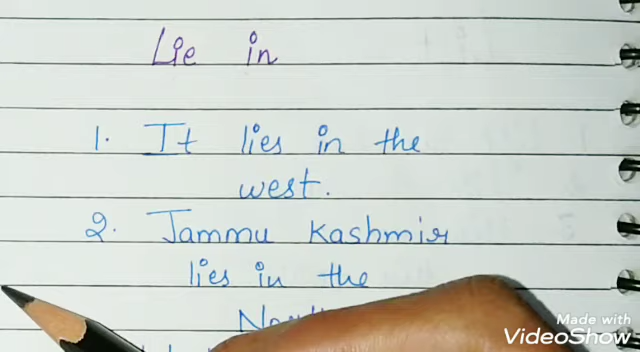 Lie in
1. It lies in the
west.
2. Jammu Kashmir
lies in the
Made with
VideoShow